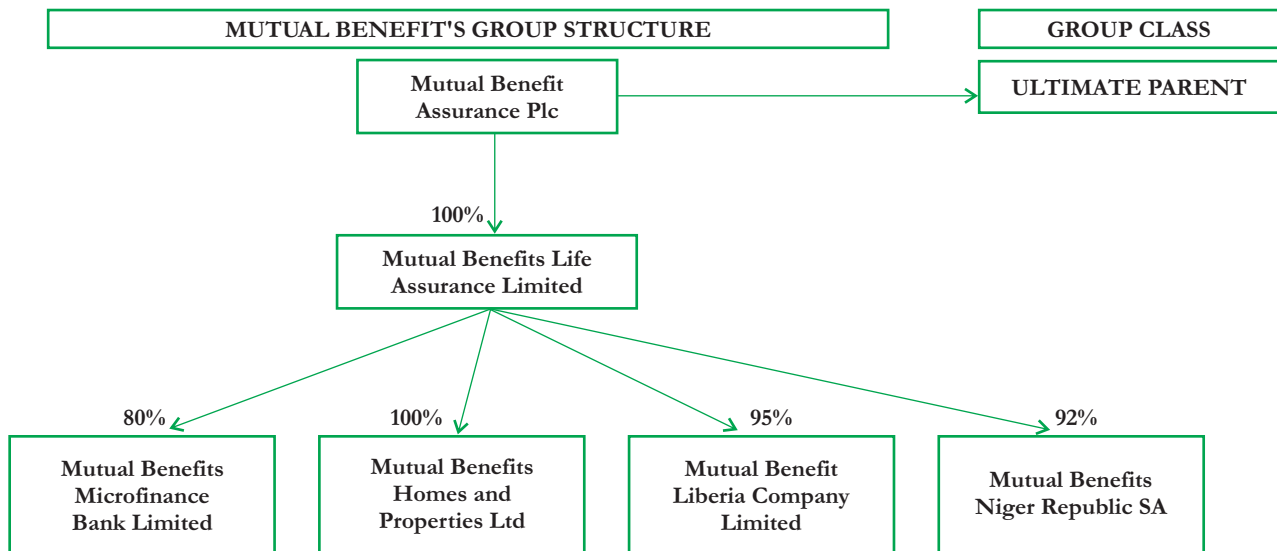 MUTUAL BENEFIT'S GROUP STRUCTURE
GROUP CLASS
Mutual Benefit
Assurance Plc
ULTIMATE PARENT
100%
Mutual Benefits Life
Assurance Limited
80%
100%
95%
92%
Mutual Benefits
Microfinance
Bank Limited
Mutual Benefits
Homes and
Properties Ltd
Mutual Benefit
Liberia Company
Limited
Mutual Benefits
Niger Republic SA